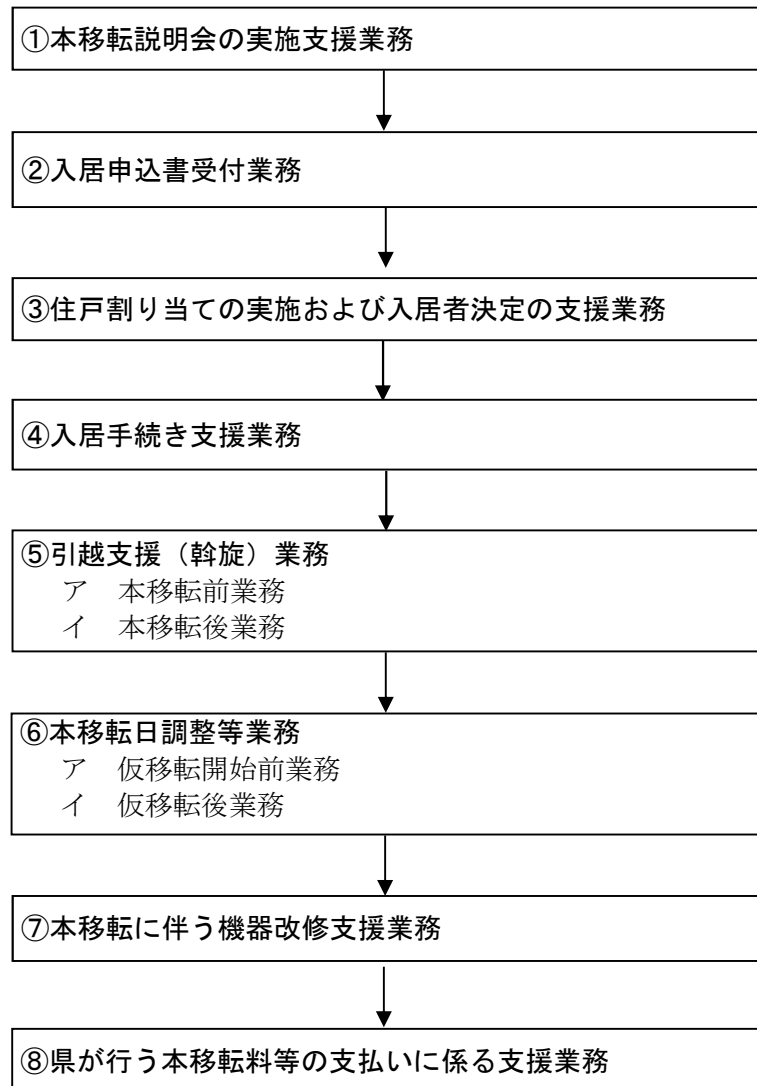 ①本移転説明会の実施支援業務
②入居申込書受付業務
③住戸割り当ての実施および入居者決定の支援業務
④入居手続き支援業務
⑤引越支援（斡旋）業務
ア　本移転前業務
イ　本移転後業務
⑥本移転日調整等業務
ア　仮移転開始前業務
イ　仮移転後業務
⑦本移転に伴う機器改修支援業務
⑧県が行う本移転料等の支払いに係る支援業務